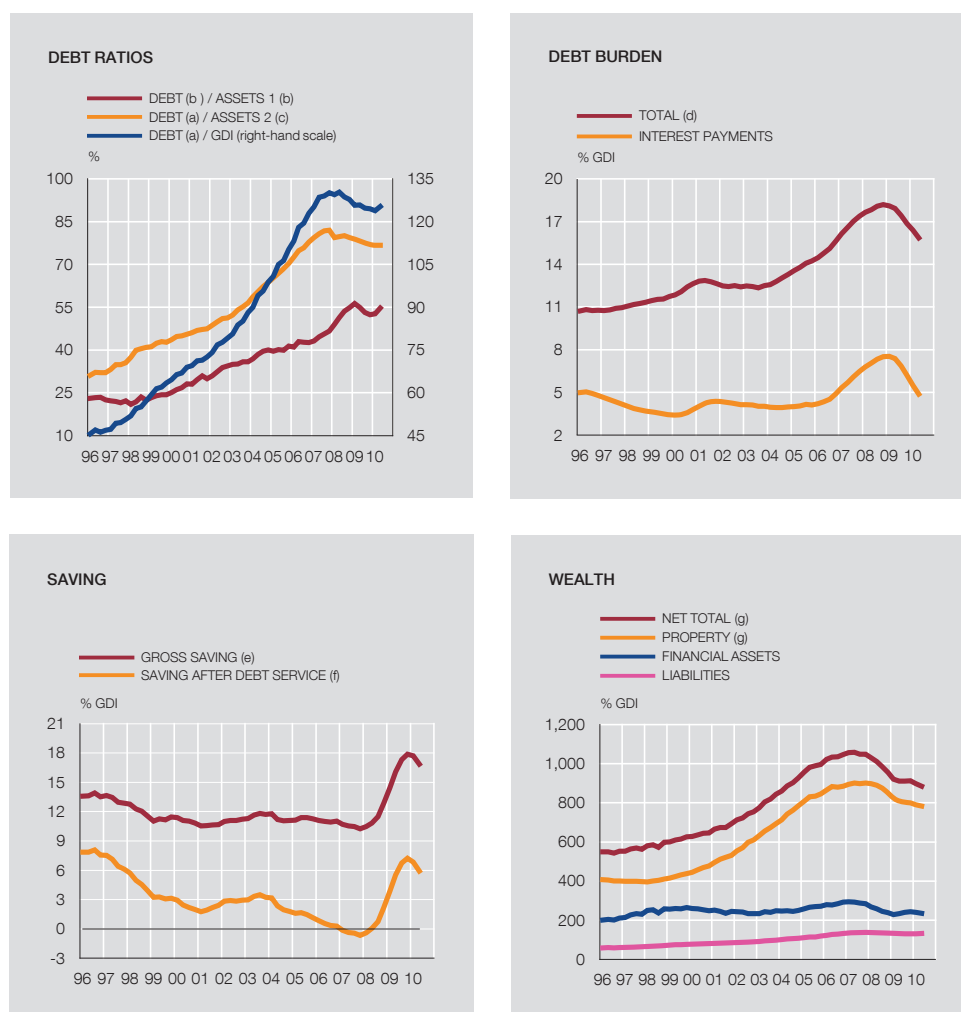 DEBT RATIOS
DEBT (b ) / ASSETS 1 (b)
DEBT (a) / ASSETS 2 (c)
DEBT (a) / GDI (right-hand scale)
%
100 135
85 120
70 105
55 90
40 75
25 60
10 45
96 97 98 99 00 01 02 03 04 05 06 07 08 09 10
DEBT BURDEN
TOTAL (d)
INTEREST PAYMENTS
% GDI
20
17
14
11
8
5
2
96 97 98 99 00 01 02 03 04 05 06 07 08 09 10
SAVING
GROSS SAVING (e)
SAVING AFTER DEBT SERVICE (f)
% GDI
21
18
15
12
9
6
3
0
-3
96 97 98 99 00 01 02 03 04 05 06 07 08 09 10
WEALTH
NET TOTAL (g)
PROPERTY (g)
FINANCIAL ASSETS
LIABILITIES
% GDI
1,200
1,000
800
600
400
200
0
96 97 98 99 00 01 02 03 04 05 06 07 08 09 10